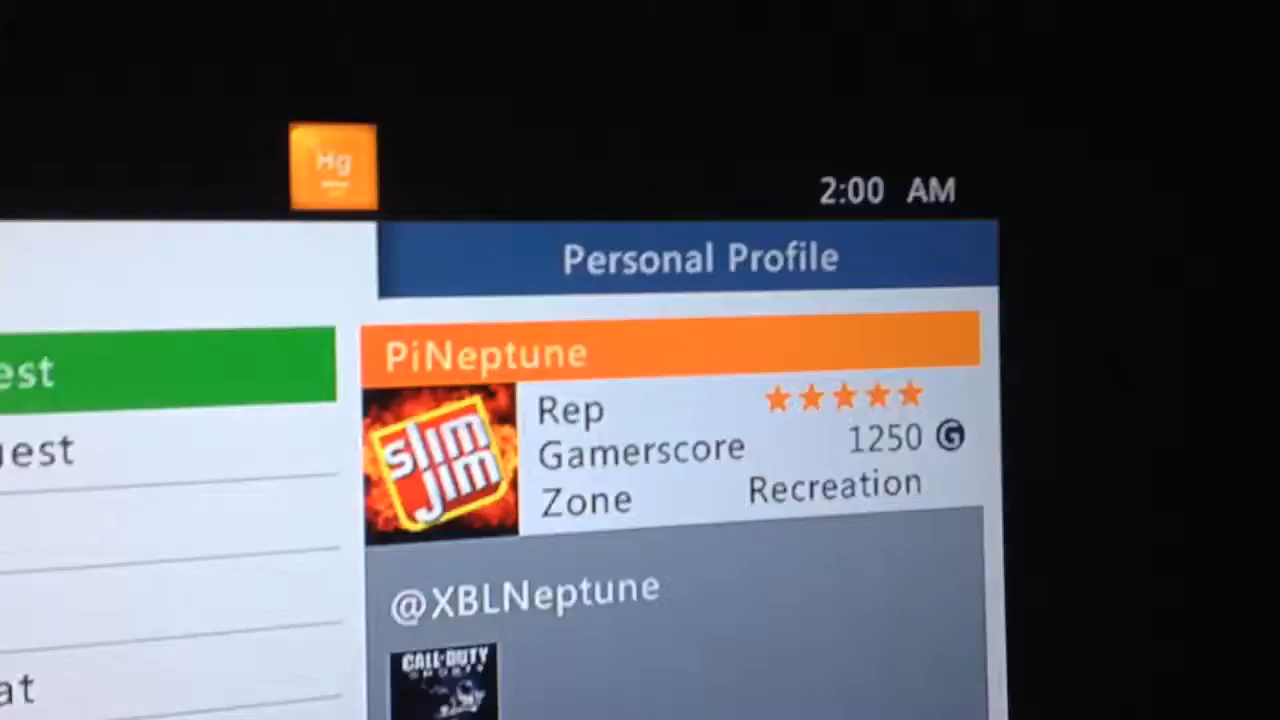 Hg
2:00 AM
Personal Profile
est
uest
at
PiNeptune
slim
jim
Rep
Gamerscore 1250 G
Zone Recreation
@XBLNeptune
CALL·DUTY
GHOSTS